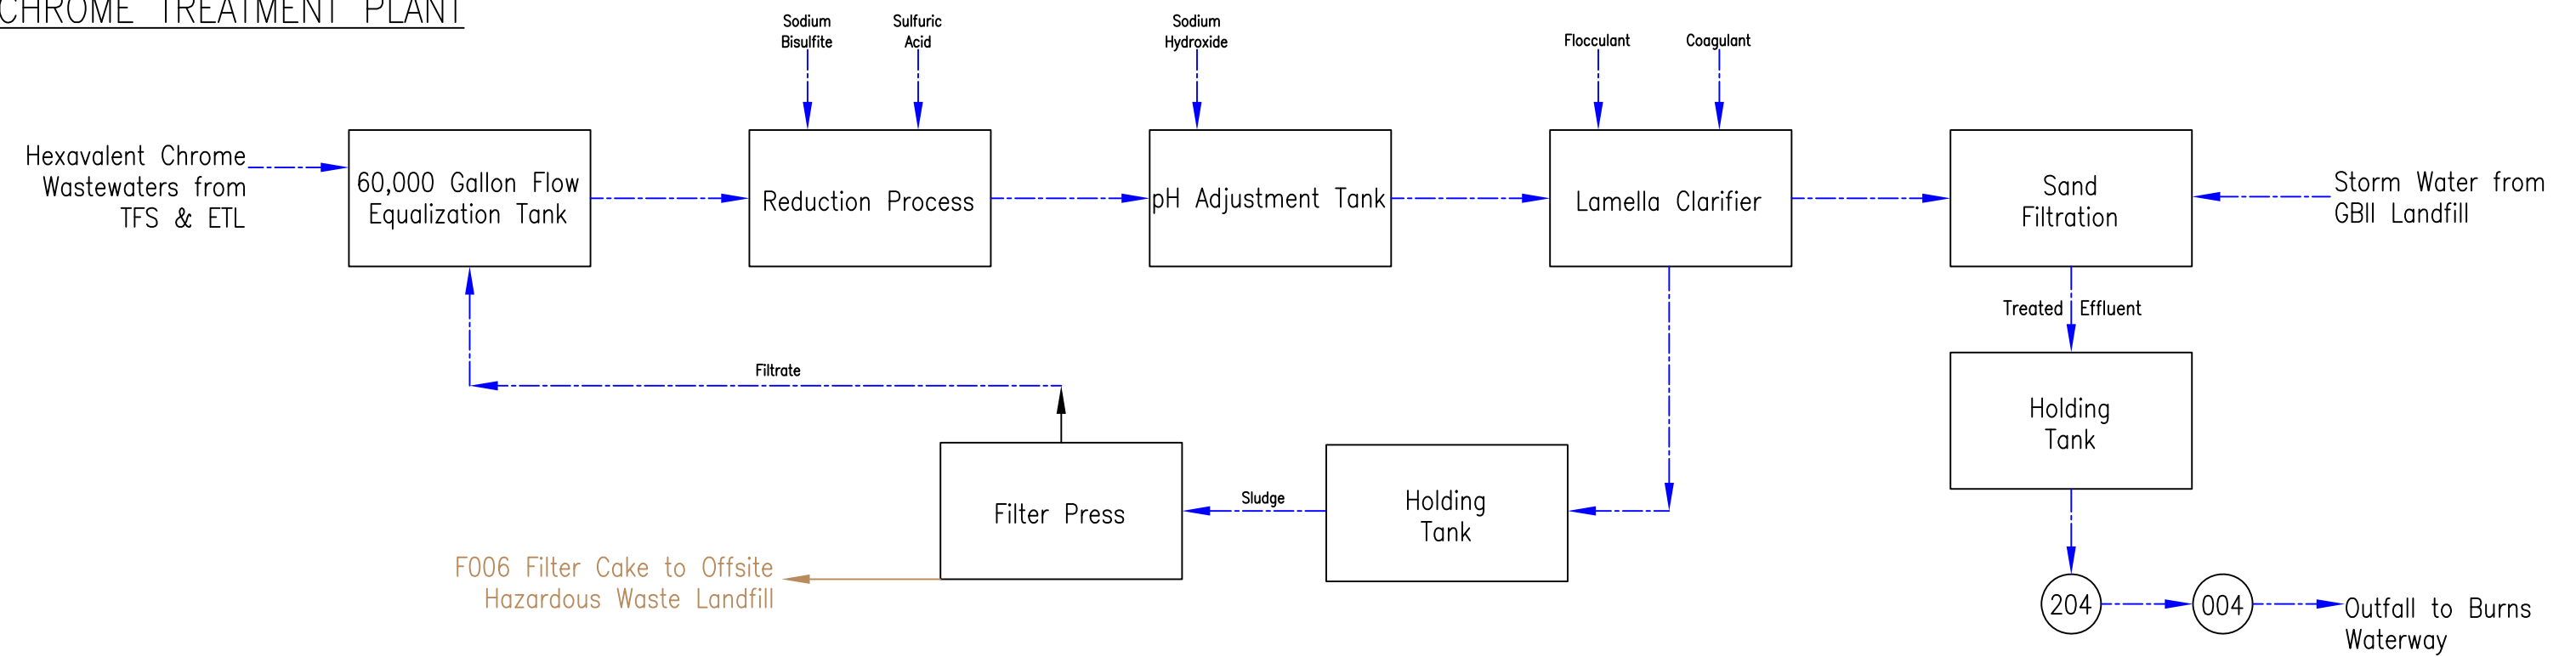 CHROME TREATMENT PLANT
Sodium
Bisulfite
Sulfuric
Acid
Sodium
Hydroxide
Flocculant
Coagulant
Hexavalent Chrome
Wastewaters from
TFS & ETL
60,000 Gallon Flow
Equalization Tank
Reduction Process
pH Adjustment Tank
Lamella Clarifier
Sand
Filtration
Storm Water from
GBII Landfill
Treated Effluent
Filtrate
Holding
Tank
Filter Press
Sludge
Holding
Tank
F006 Filter Cake to Offsite
Hazardous Waste Landfill
204
004
Outfall to Burns
Waterway